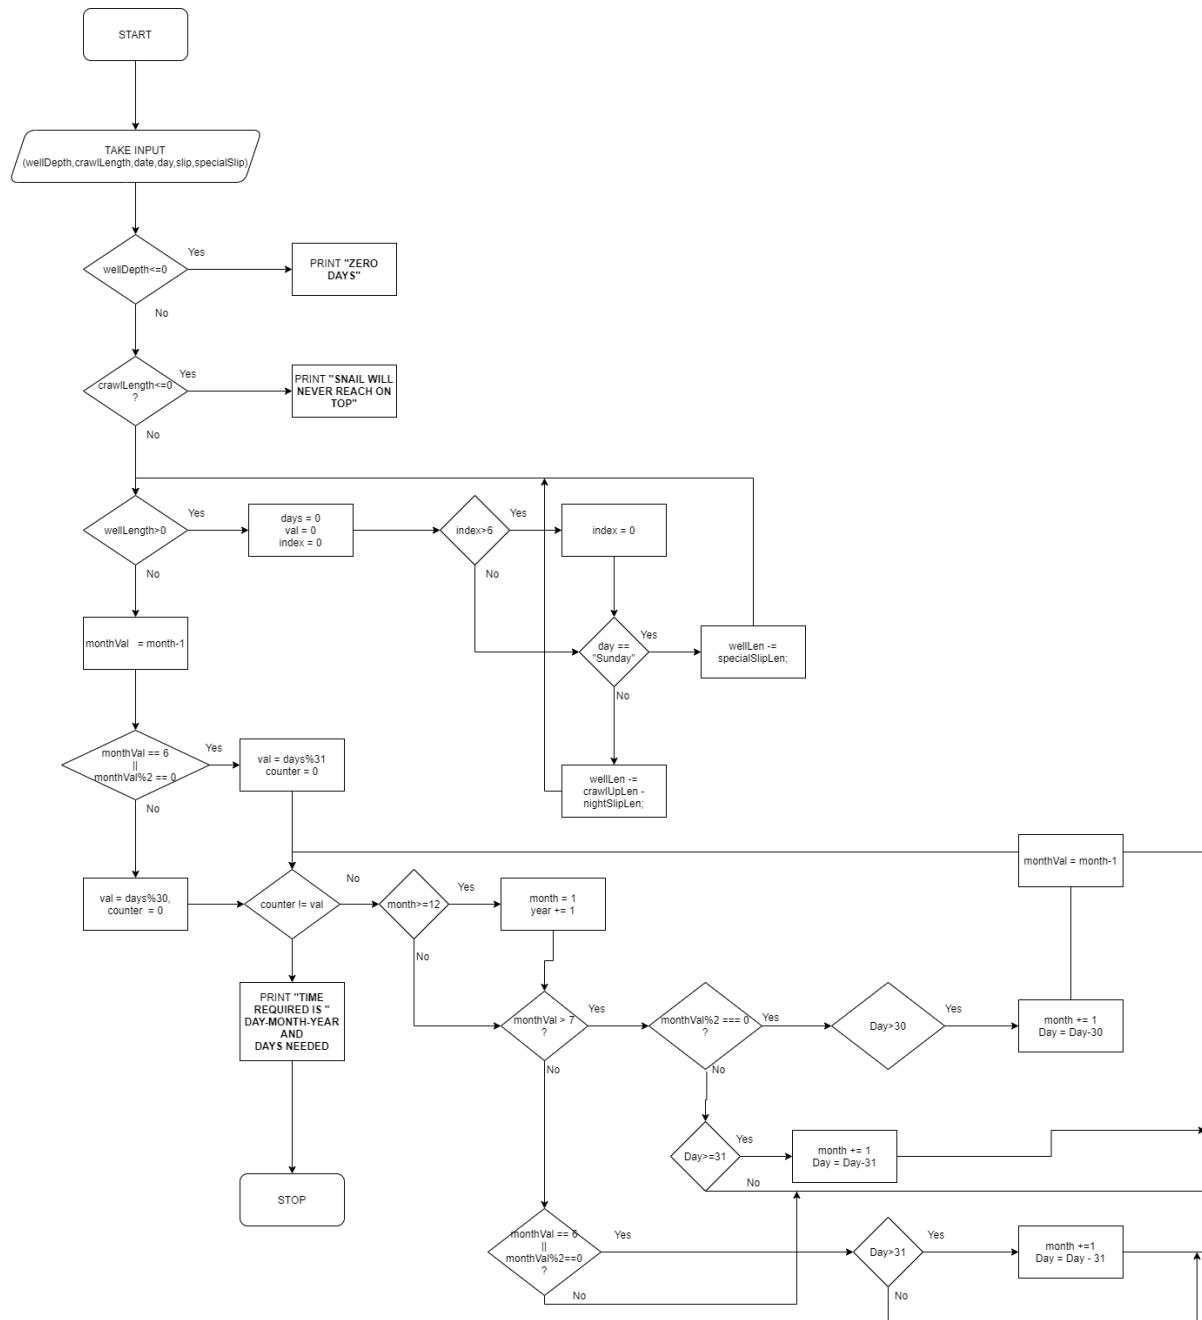 START
TAKE INPUT
(wellDepth,crawlLength,date,day,slip,specialSlip)
wellDepth<=0
Yes
PRINT "ZERO
DAYS"
No
crawlLength<=0
?
Yes
PRINT "SNAIL WILL
NEVER REACH ON
TOP"
No
wellLength>0
Yes
days = 0
val = 0
index = 0
index>6
Yes
index = 0
No
No
day ==
"Sunday"
Yes
wellLen -=
specialSlipLen;
No
wellLen -=
crawlUpLen -
nightSlipLen;
monthVal = month-1
monthVal == 6
||
monthVal%2 == 0
Yes
val = days%31
counter = 0
No
val = days%30,
counter = 0
counter != val
No
month>=12
Yes
month = 1
year += 1
No
monthVal = month-1
PRINT "TIME
REQUIRED IS "
DAY-MONTH-YEAR
AND
DAYS NEEDED
monthVal > 7
?
Yes
monthVal%2 === 0
?
Yes
Day>30
Yes
month += 1
Day = Day-30
No
No
Day>=31
Yes
month += 1
Day = Day-31
No
STOP
monthVal == 6
||
monthVal%2==0
?
Yes
Day>31
Yes
month +=1
Day = Day - 31
No
No